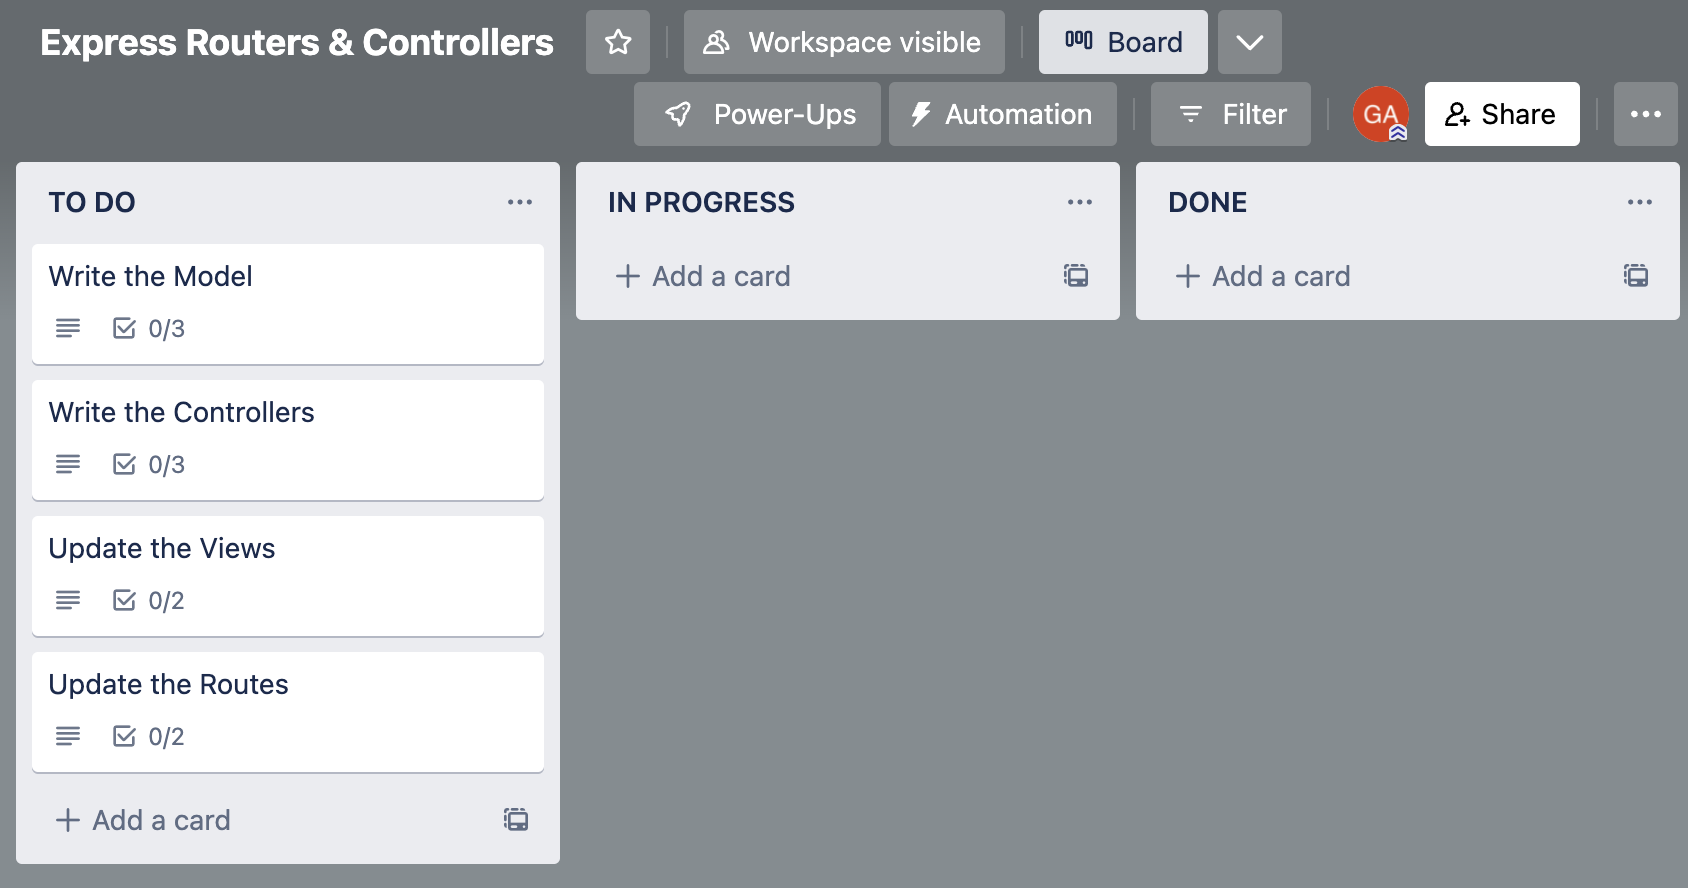 Express Routers & Controllers
Workspace visible
Board
Power-Ups
Automation
Filter
GA
Share
TO DO
Write the Model
0/3
Write the Controllers
0/3
Update the Views
0/2
Update the Routes
0/2
Add a card
IN PROGRESS
Add a card
DONE
Add a card